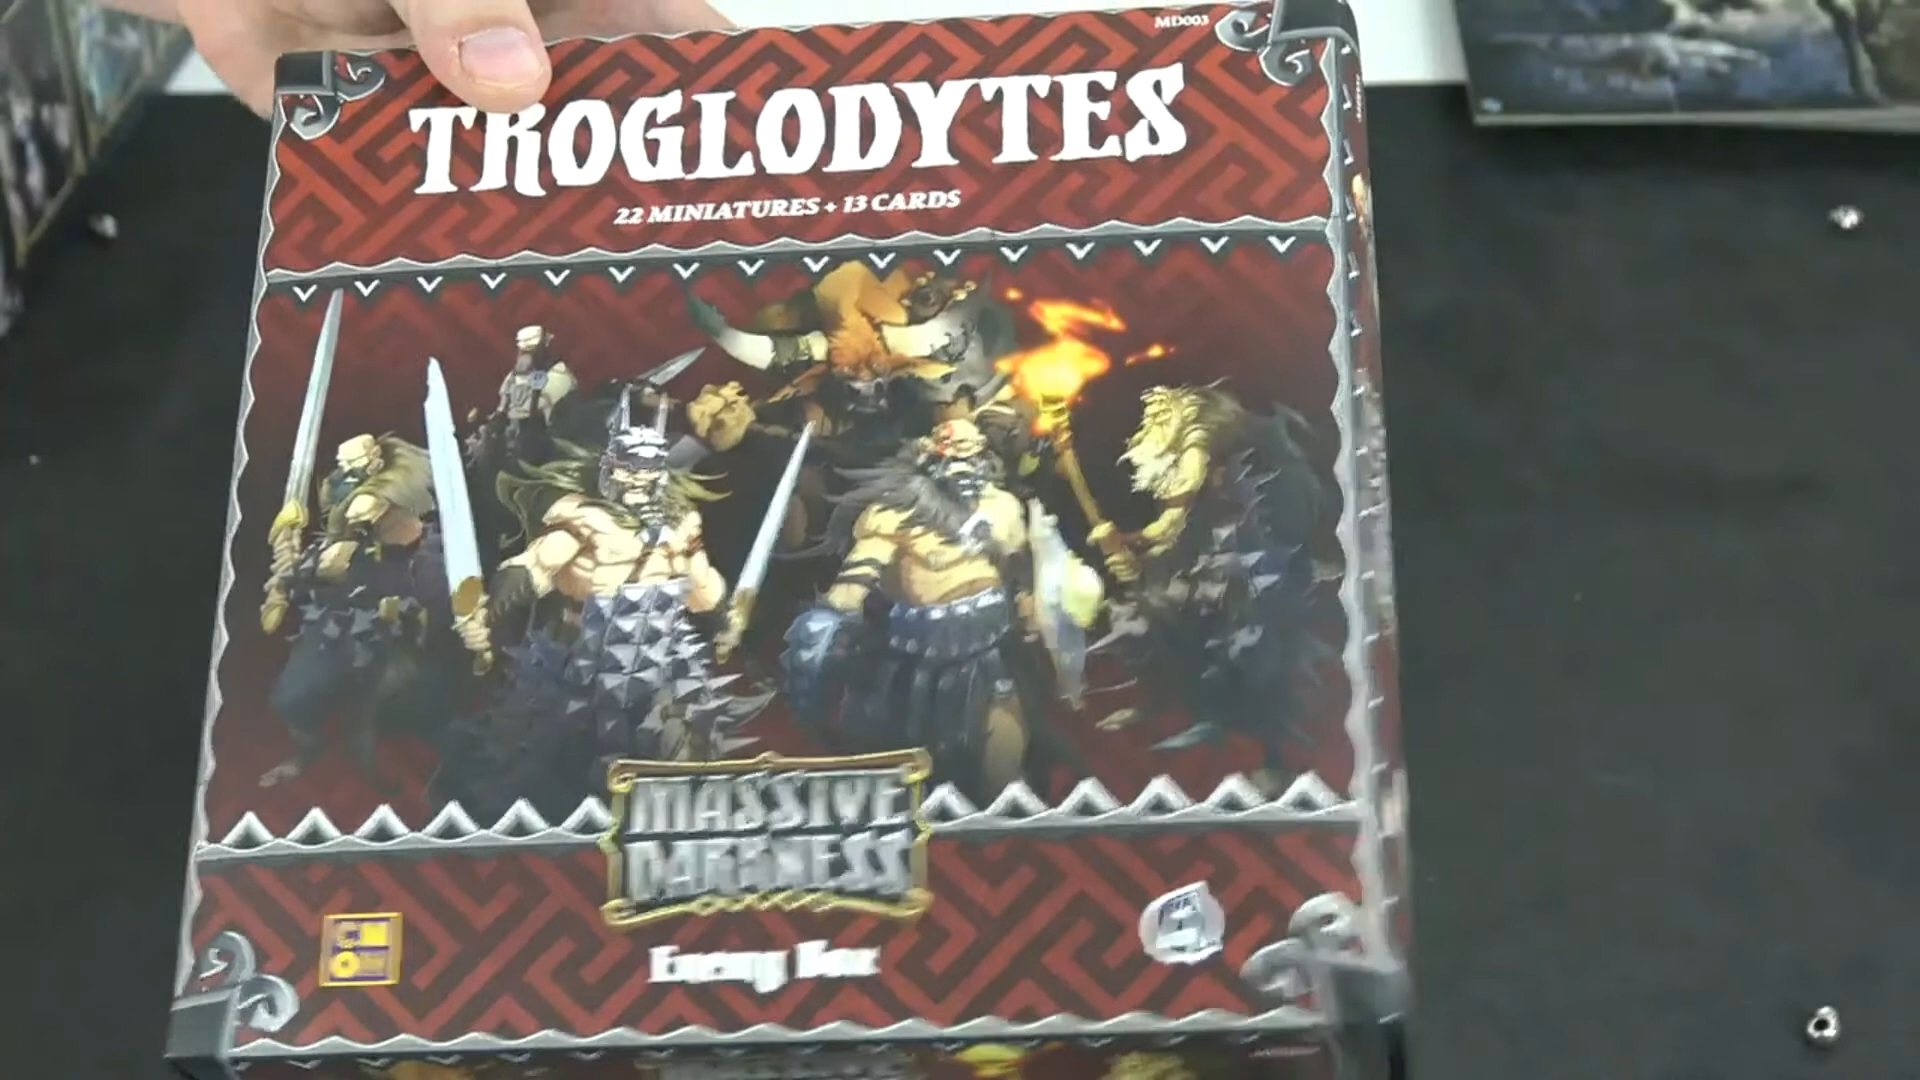 MD003
TROGLODYTES
22 MINIATURES + 13 CARDS
MASSIVE
DARKNESS
Enemy Box